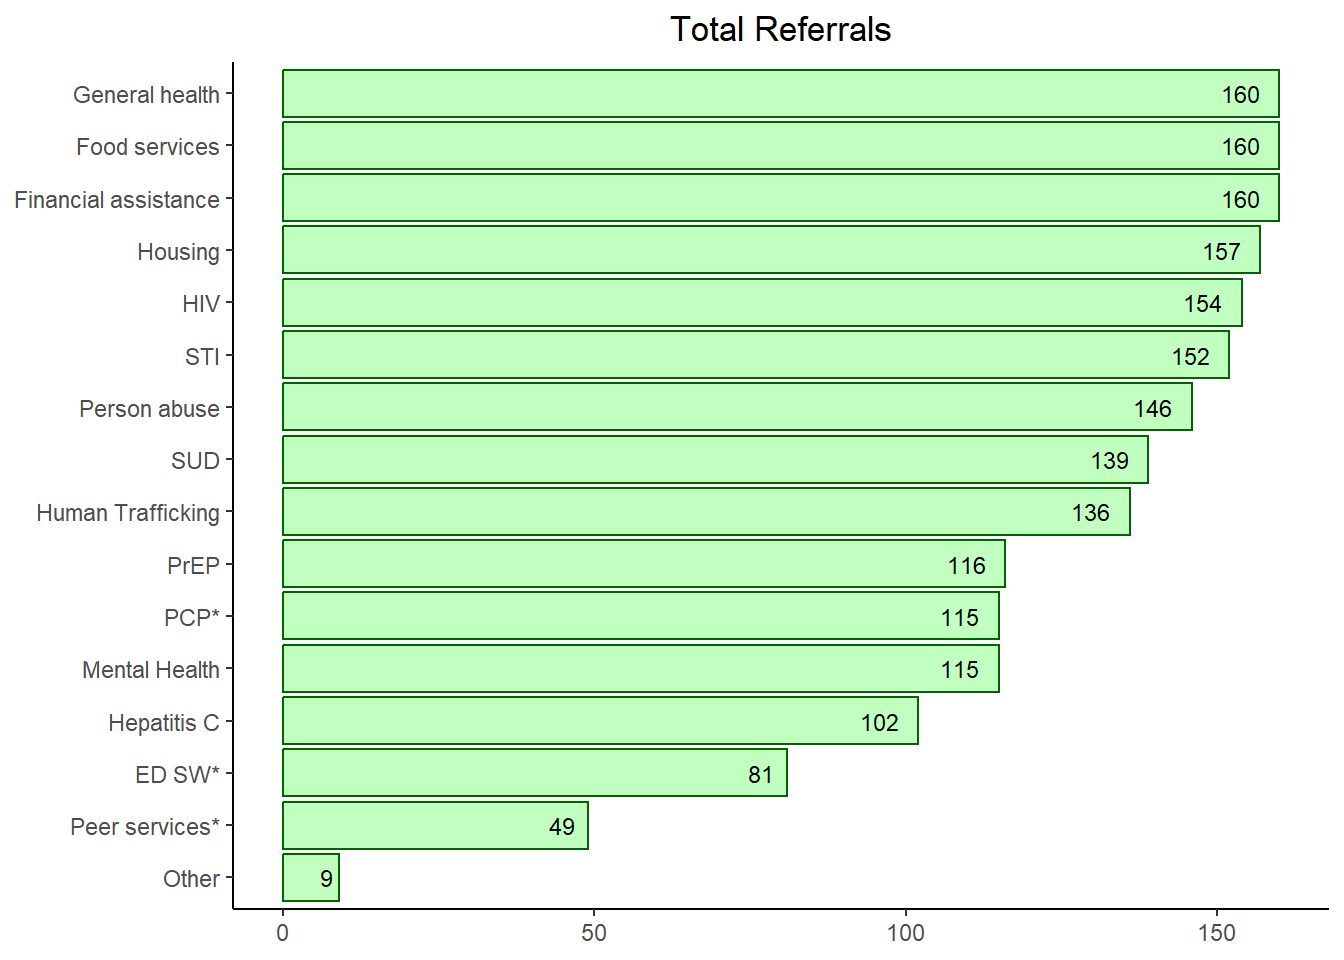 Total Referrals
General health 160
Food services 160
Financial assistance 160
Housing 157
HIV 154
STI 152
Person abuse 146
SUD 139
Human Trafficking 136
PrEP 116
PCP* 115
Mental Health 115
Hepatitis C 102
ED SW* 81
Peer services* 49
Other 9
0 50 100 150